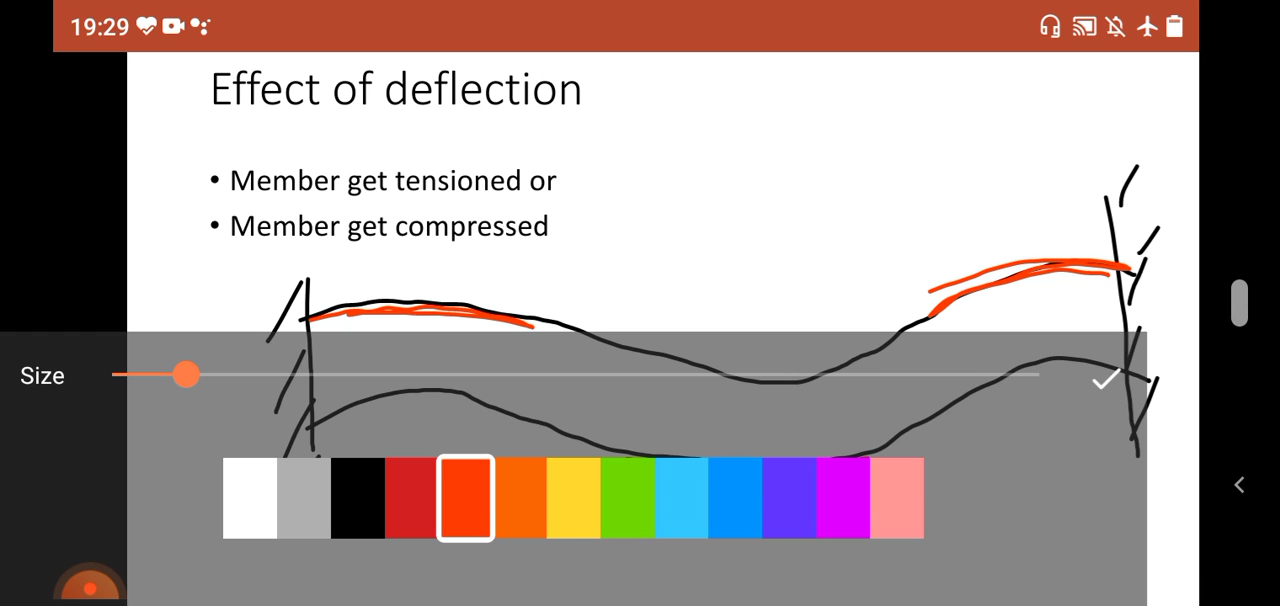 19:29
Effect of deflection
• Member get tensioned or
• Member get compressed
Size